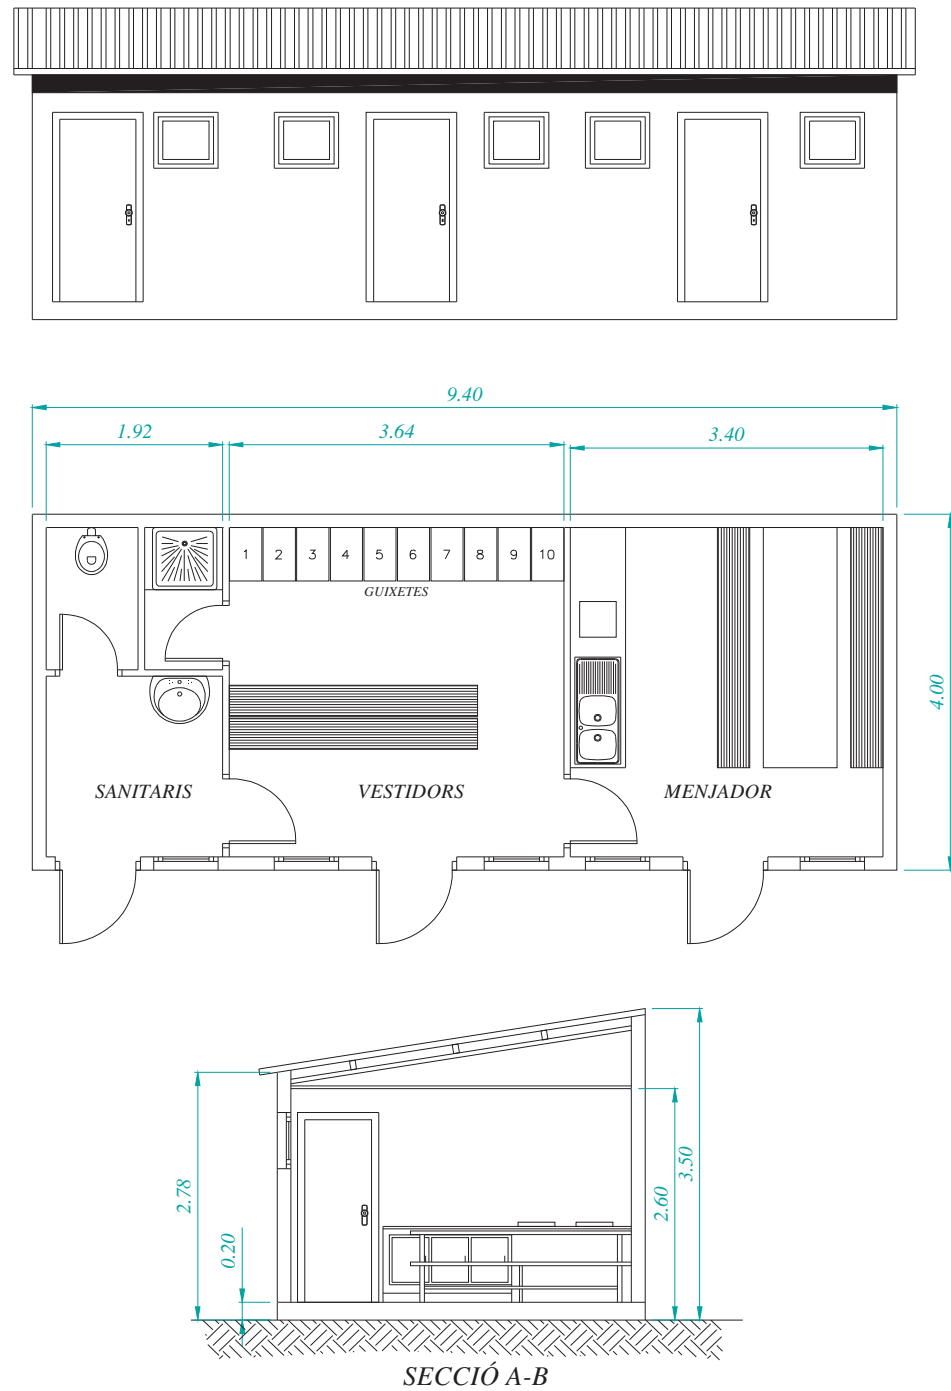 9.40
1.92 3.64 3.40
1 2 3 4 5 6 7 8 9 10
GUIXETES
4.00
SANITARIS VESTIDORS MENJADOR
2.78
0.20
2.60
3.50
SECCIÓ A-B